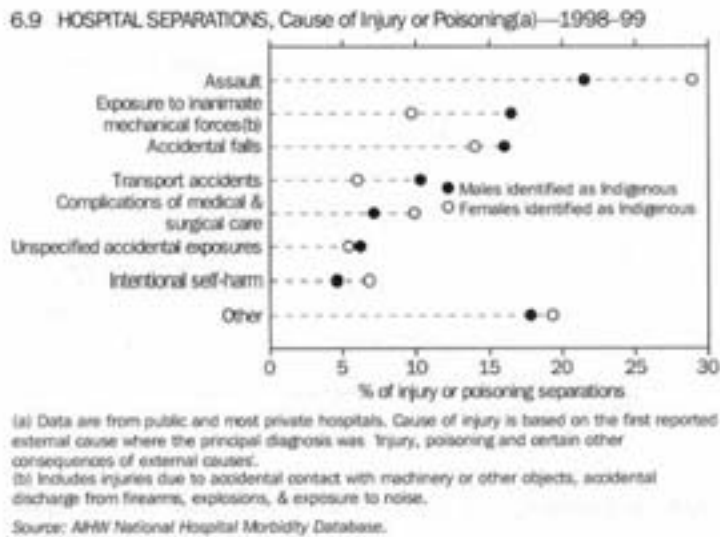 6.9 HOSPITAL SEPARATIONS, Cause of Injury or Poisoning(a)—1998–99
Assault
Exposure to inanimate
mechanical forces(b)
Accidental falls
Transport accidents
Complications of medical &
surgical care
Unspecified accidental exposures
Intentional self-harm
Other
Males identified as Indigenous
Females identified as Indigenous
0 5 10 15 20 25 30
% of injury or poisoning separations
(a) Data are from public and most private hospitals. Cause of injury is based on the first reported
external cause where the principal diagnosis was 'Injury, poisoning and certain other
consequences of external causes'.
(b) Includes injuries due to accidental contact with machinery or other objects, accidental
discharge from firearms, explosions, & exposure to noise.
Source: AIHW National Hospital Morbidity Database.